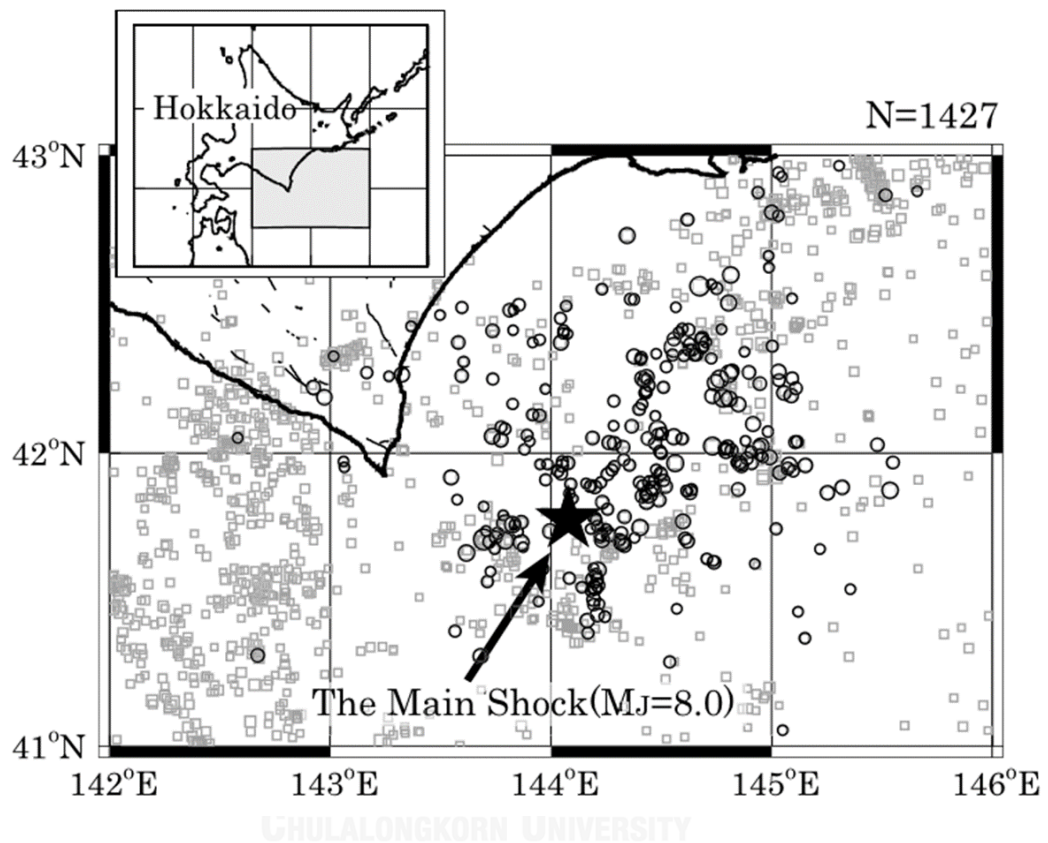 Hokkaido
N=1427
43°N
42°N
The Main Shock(MJ=8.0)
41°N
142°E 143°E 144°E 145°E 146°E
CHULALONGKORN UNIVERSITY